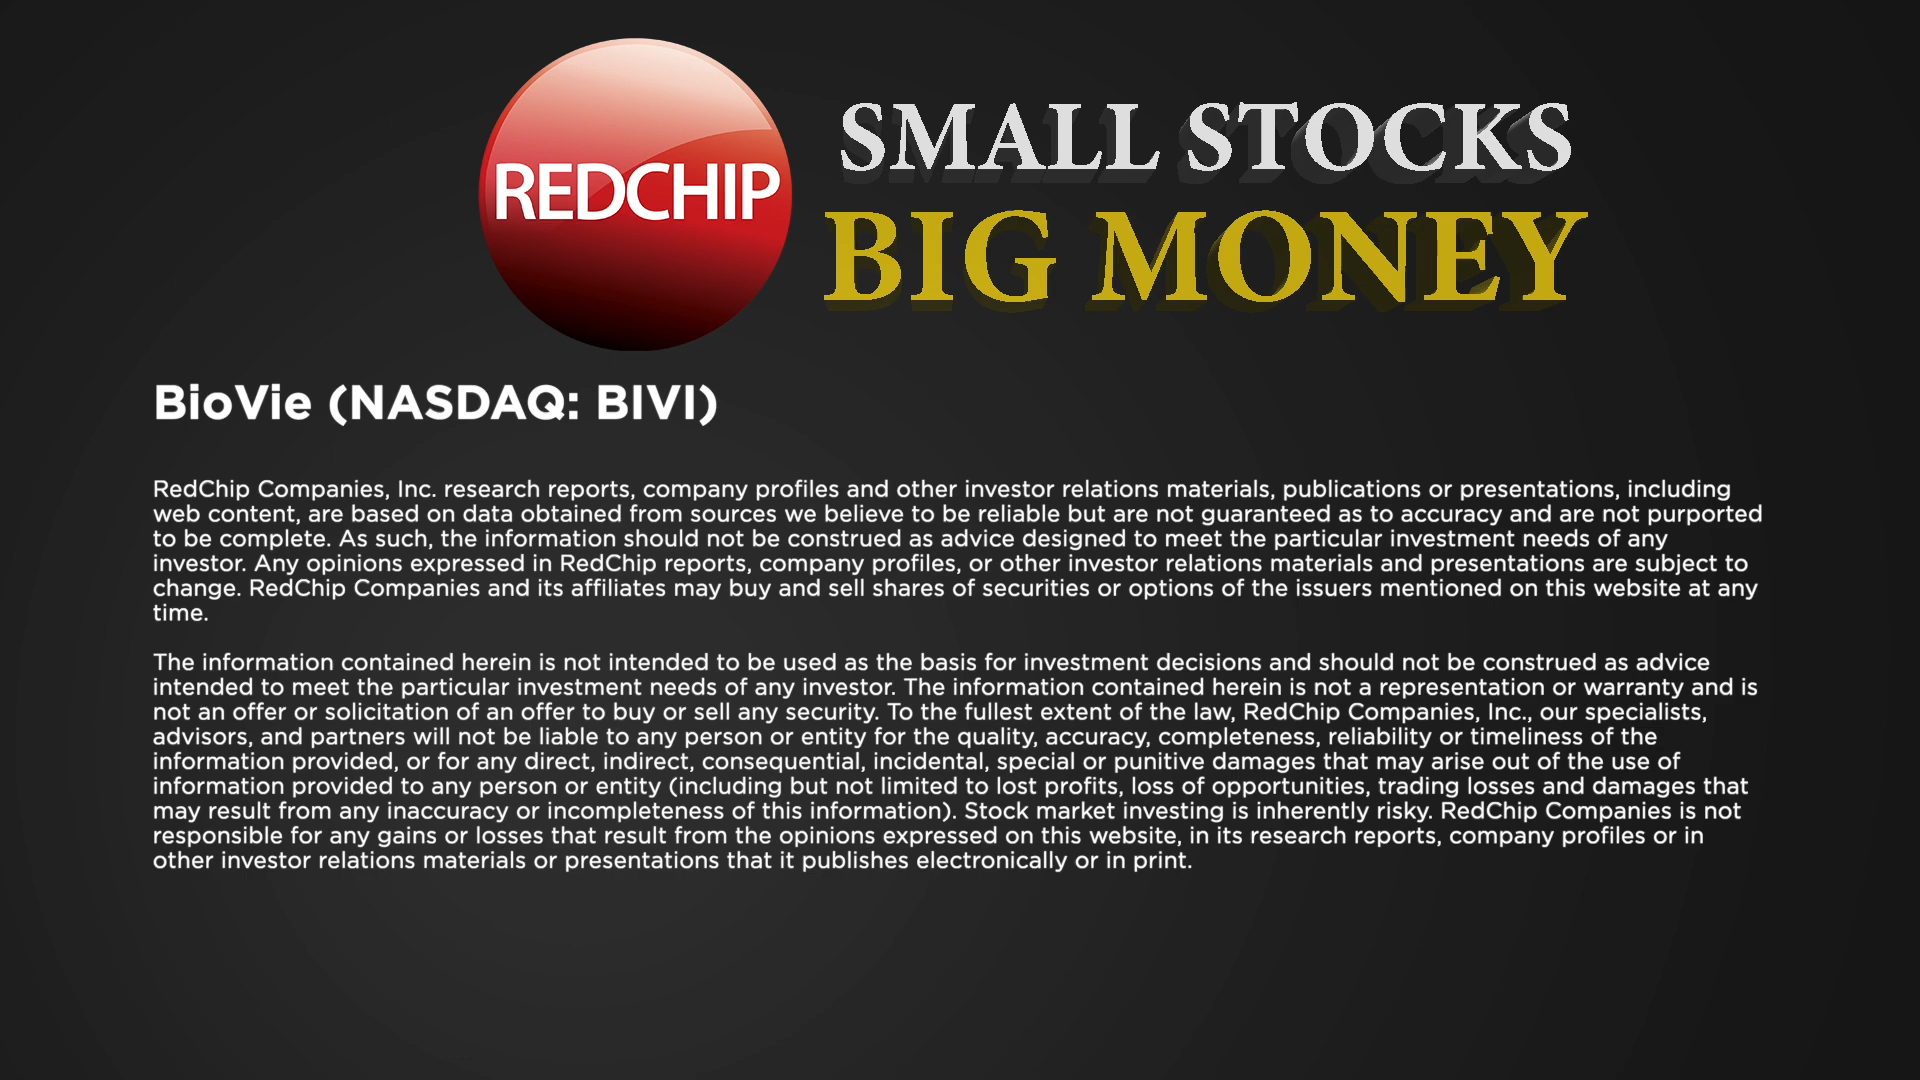 REDCHIP
SMALL STOCKS
BIG MONEY
BioVie (NASDAQ: BIVI)
RedChip Companies, Inc. research reports, company profiles and other investor relations materials, publications or presentations, including
web content, are based on data obtained from sources we believe to be reliable but are not guaranteed as to accuracy and are not purported
to be complete. As such, the information should not be construed as advice designed to meet the particular investment needs of any
investor. Any opinions expressed in RedChip reports, company profiles, or other investor relations materials and presentations are subject to
change. RedChip Companies and its affiliates may buy and sell shares of securities or options of the issuers mentioned on this website at any
time.
The information contained herein is not intended to be used as the basis for investment decisions and should not be construed as advice
intended to meet the particular investment needs of any investor. The information contained herein is not a representation or warranty and is
not an offer or solicitation of an offer to buy or sell any security. To the fullest extent of the law, RedChip Companies, Inc., our specialists,
advisors, and partners will not be liable to any person or entity for the quality, accuracy, completeness, reliability or timeliness of the
information provided, or for any direct, indirect, consequential, incidental, special or punitive damages that may arise out of the use of
information provided to any person or entity (including but not limited to lost profits, loss of opportunities, trading losses and damages that
may result from any inaccuracy or incompleteness of this information). Stock market investing is inherently risky. RedChip Companies is not
responsible for any gains or losses that result from the opinions expressed on this website, in its research reports, company profiles or in
other investor relations materials or presentations that it publishes electronically or in print.